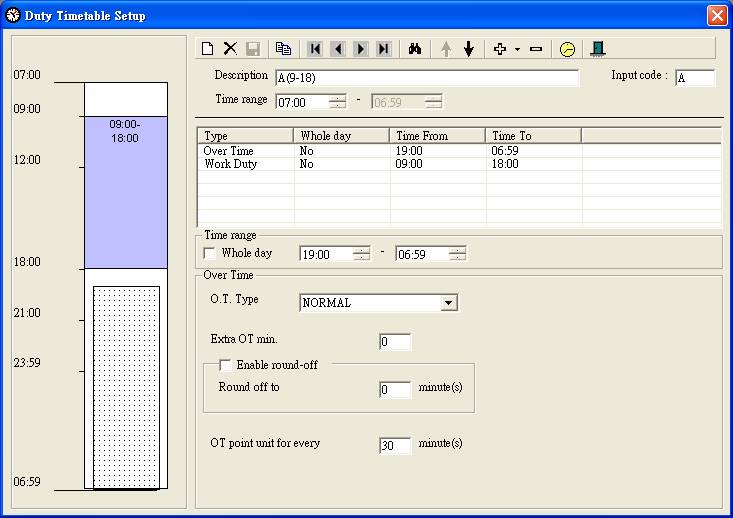 Duty Timetable Setup
07:00
09:00
09:00-
18:00
12:00
18:00
21:00
23:59
06:59
Description A(9-18) Input code : A
Time range 07:00 - 06:59
Type Whole day Time From Time To
Over Time No 19:00 06:59
Work Duty No 09:00 18:00
Time range
Whole day 19:00 - 06:59
Over Time
O.T. Type NORMAL
Extra OT min. 0
Enable round-off
Round off to 0 minute(s)
OT point unit for every 30 minute(s)